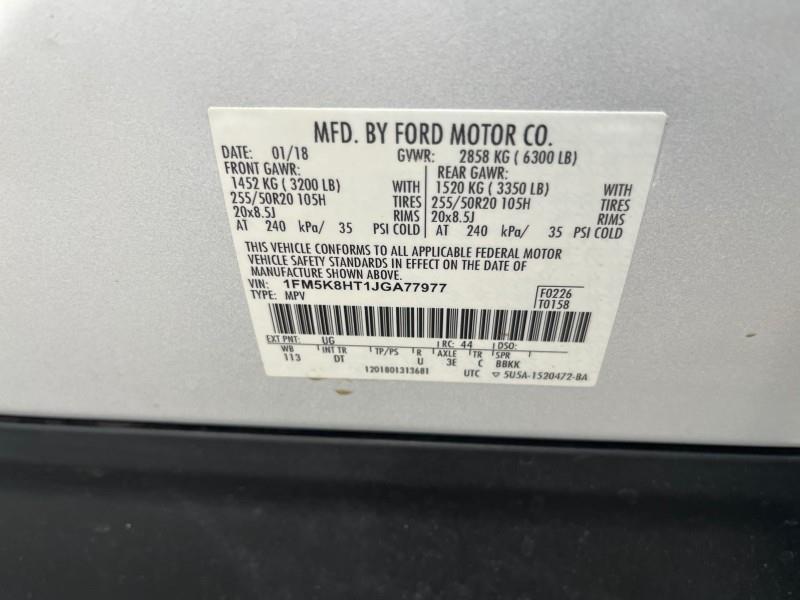 MFD. BY FORD MOTOR CO.
DATE: 01/18 GVWR: 2858 KG ( 6300 LB)
FRONT GAWR: REAR GAWR:
1452 KG ( 3200 LB) WITH 1520 KG ( 3350 LB) WITH
255/50R20 105H TIRES 255/50R20 105H TIRES
20x8.5J RIMS 20x8.5J RIMS
AT 240 kPa/ 35 PSI COLD AT 240 kPa/ 35 PSI COLD
THIS VEHICLE CONFORMS TO ALL APPLICABLE FEDERAL MOTOR
VEHICLE SAFETY STANDARDS IN EFFECT ON THE DATE OF
MANUFACTURE SHOWN ABOVE.
VIN: 1FM5K8HT1JGA77977 F0226
TYPE: MPV T0158
EXT PNT: UG RC: 44 DSO:
WB INT TR TP/PS R AXLE TR SPR
113 DT U 3E C BBKK
1201801313681 UTC ▽ 5U5A-1520472-BA